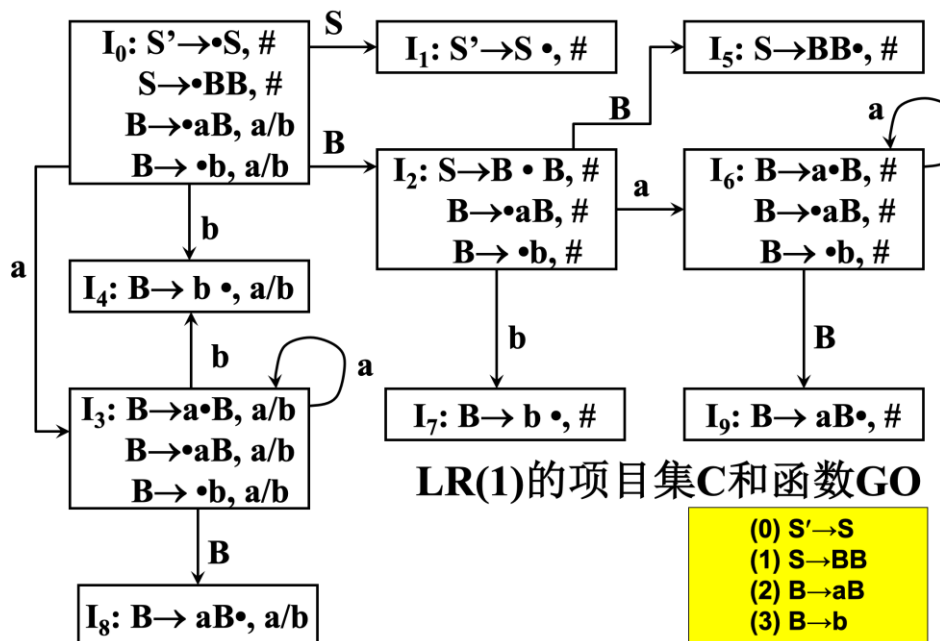 I₀: S’→•S, #
S→•BB, #
B→•aB, a/b
B→ •b, a/b
S
I₁: S’→S •, #
I₅: S→BB•, #
B
B
a
I₂: S→B • B, #
B→•aB, #
B→ •b, #
a
I₆: B→a•B, #
B→•aB, #
B→ •b, #
b
a
I₄: B→ b •, a/b
b
b
B
a
I₃: B→a•B, a/b
B→•aB, a/b
B→ •b, a/b
I₇: B→ b •, #
I₉: B→ aB•, #
LR(1)的项目集C和函数GO
B
I₈: B→ aB•, a/b
(0) S′→S
(1) S→BB
(2) B→aB
(3) B→b